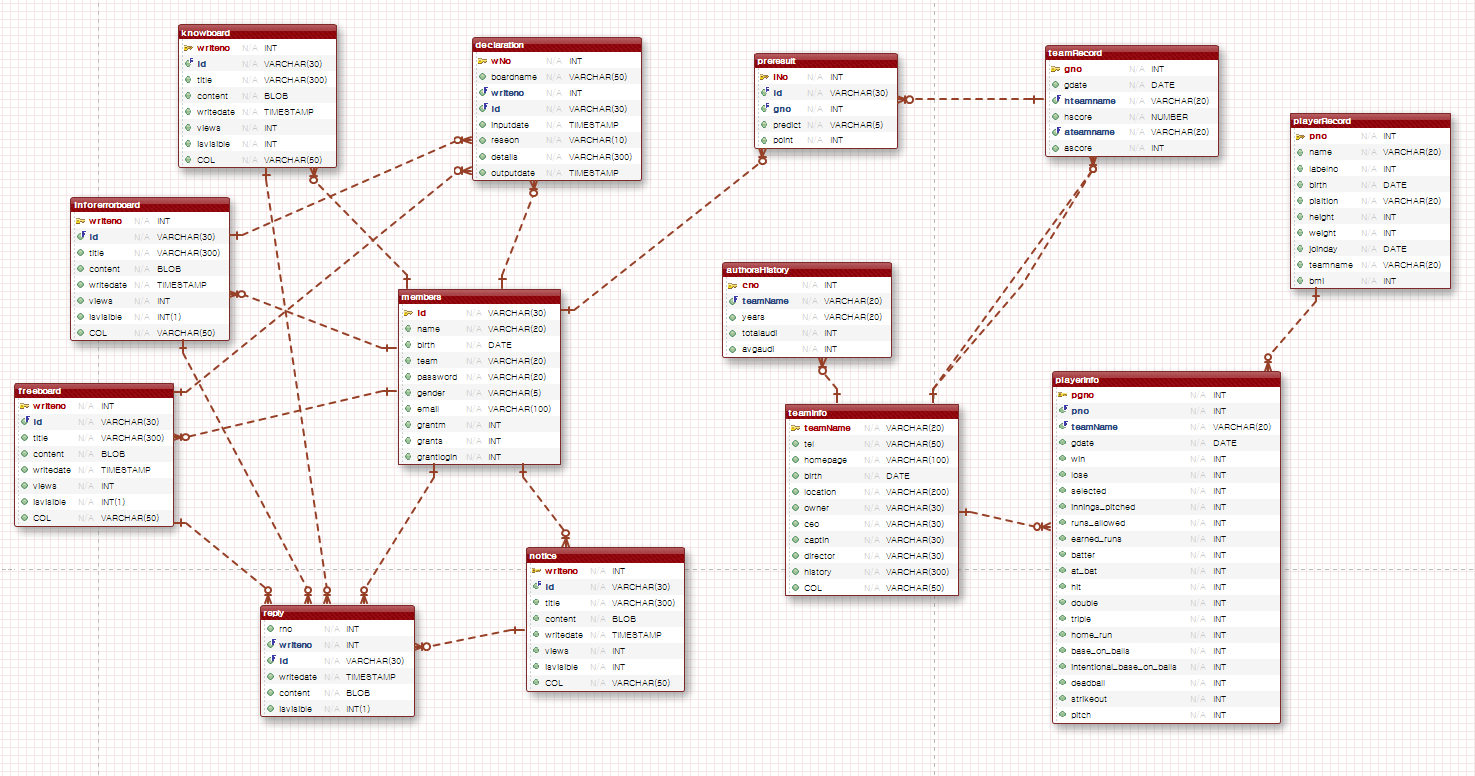 knowboard
writeno N/A INT
id N/A VARCHAR(30)
title N/A VARCHAR(300)
content N/A BLOB
writedate N/A TIMESTAMP
views N/A INT
isvisible N/A INT
COL N/A VARCHAR(50)
declaration
wNo N/A INT
boardname N/A VARCHAR(50)
writeno N/A INT
id N/A VARCHAR(30)
inputdate N/A TIMESTAMP
reseon N/A VARCHAR(10)
details N/A VARCHAR(300)
outputdate N/A TIMESTAMP
preresult
iNo N/A INT
id N/A VARCHAR(30)
gno N/A INT
predict N/A VARCHAR(5)
point N/A INT
teamRecord
gno N/A INT
gdate N/A DATE
hteamname N/A VARCHAR(20)
hscore N/A NUMBER
ateamname N/A VARCHAR(20)
ascore N/A INT
playerRecord
pno N/A INT
name N/A VARCHAR(20)
labelno N/A INT
birth N/A DATE
plsition N/A VARCHAR(20)
height N/A INT
weight N/A INT
joinday N/A DATE
teamname N/A VARCHAR(20)
bmi N/A INT
inforerrorboard
writeno N/A INT
id N/A VARCHAR(30)
title N/A VARCHAR(300)
content N/A BLOB
writedate N/A TIMESTAMP
views N/A INT
isvisible N/A INT(1)
COL N/A VARCHAR(50)
members
id N/A VARCHAR(30)
name N/A VARCHAR(20)
birth N/A DATE
team N/A VARCHAR(20)
password N/A VARCHAR(20)
gender N/A VARCHAR(5)
email N/A VARCHAR(100)
grantm N/A INT
grants N/A INT
grantlogin N/A INT
authorsHistory
cno N/A INT
teamName N/A VARCHAR(20)
years N/A VARCHAR(20)
totalaudi N/A INT
avgaudi N/A INT
freeboard
writeno N/A INT
id N/A VARCHAR(30)
title N/A VARCHAR(300)
content N/A BLOB
writedate N/A TIMESTAMP
views N/A INT
isvisible N/A INT(1)
COL N/A VARCHAR(50)
teaminfo
teamName N/A VARCHAR(20)
tel N/A VARCHAR(50)
homepage N/A VARCHAR(100)
birth N/A DATE
location N/A VARCHAR(200)
owner N/A VARCHAR(30)
ceo N/A VARCHAR(30)
captin N/A VARCHAR(30)
director N/A VARCHAR(30)
history N/A VARCHAR(300)
COL N/A VARCHAR(50)
playerinfo
pgno N/A INT
pno N/A INT
teamName N/A VARCHAR(20)
gdate N/A DATE
win N/A INT
lose N/A INT
selected N/A INT
innings_pitched N/A INT
runs_allowed N/A INT
earned_runs N/A INT
batter N/A INT
at_bat N/A INT
hit N/A INT
double N/A INT
triple N/A INT
home_run N/A INT
base_on_balls N/A INT
intentional_base_on_balls N/A INT
deadball N/A INT
strikeout N/A INT
pitch N/A INT
notice
writeno N/A INT
id N/A VARCHAR(30)
title N/A VARCHAR(300)
content N/A BLOB
writedate N/A TIMESTAMP
views N/A INT
isvisible N/A INT
COL N/A VARCHAR(50)
reply
rno N/A INT
writeno N/A INT
id N/A VARCHAR(30)
writedate N/A TIMESTAMP
content N/A BLOB
isvisible N/A INT(1)